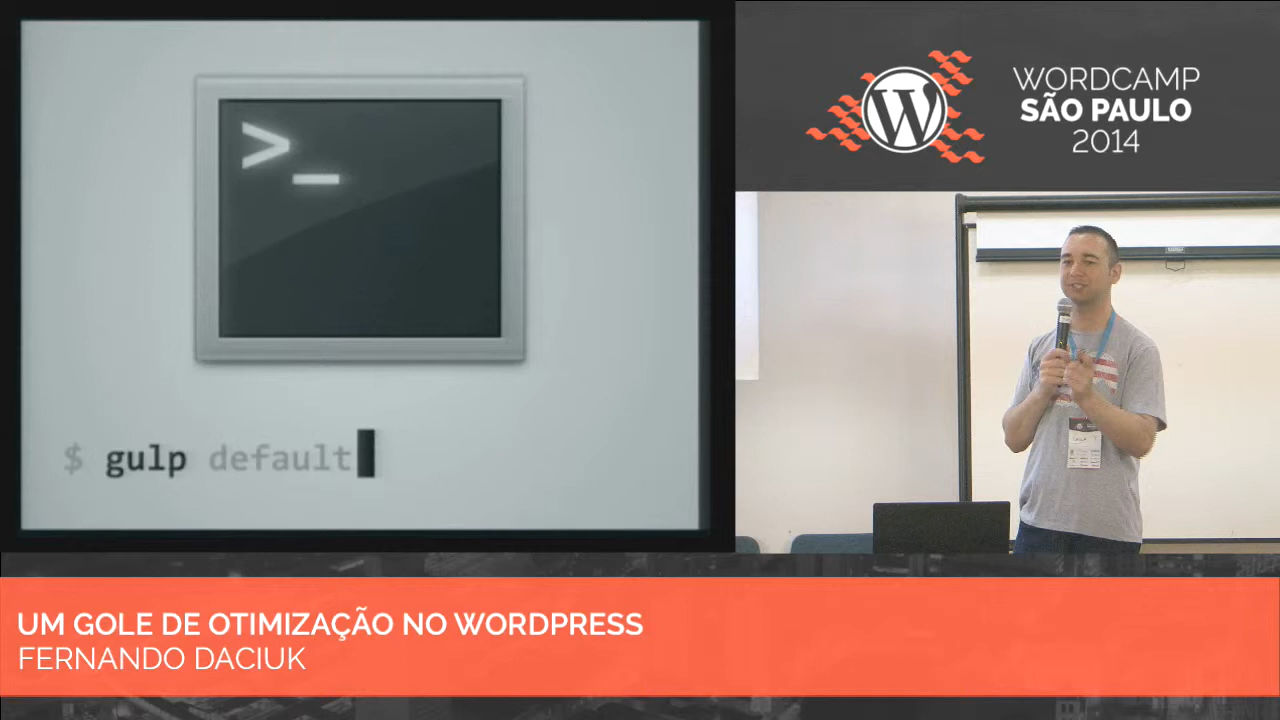 >_
$ gulp default
WORDCAMP
SÃO PAULO
2014
UM GOLE DE OTIMIZAÇÃO NO WORDPRESS
FERNANDO DACIUK